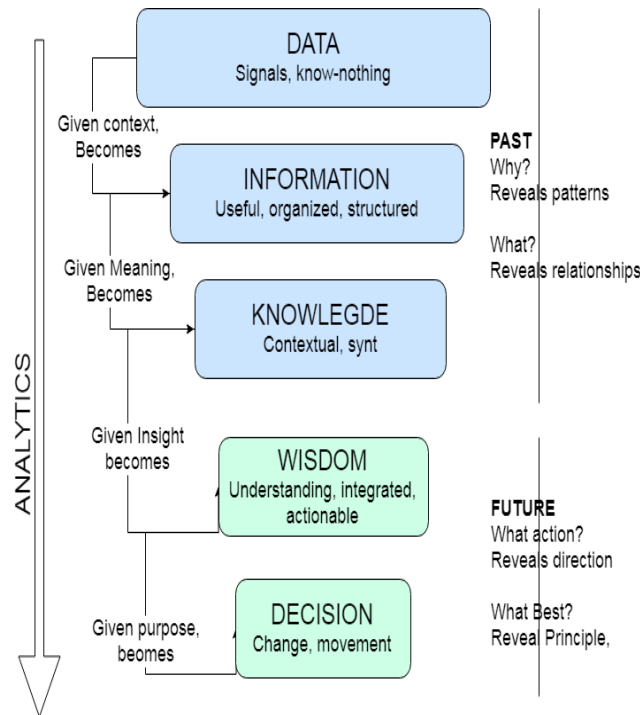 DATA
Signals, know-nothing
Given context,
Becomes
INFORMATION
Useful, organized, structured
PAST
Why?
Reveals patterns
What?
Reveals relationships
Given Meaning,
Becomes
KNOWLEGDE
Contextual, synt
ANALYTICS
Given Insight
becomes
WISDOM
Understanding, integrated,
actionable
FUTURE
What action?
Reveals direction
What Best?
Reveal Principle,
Given purpose,
becomes
DECISION
Change, movement